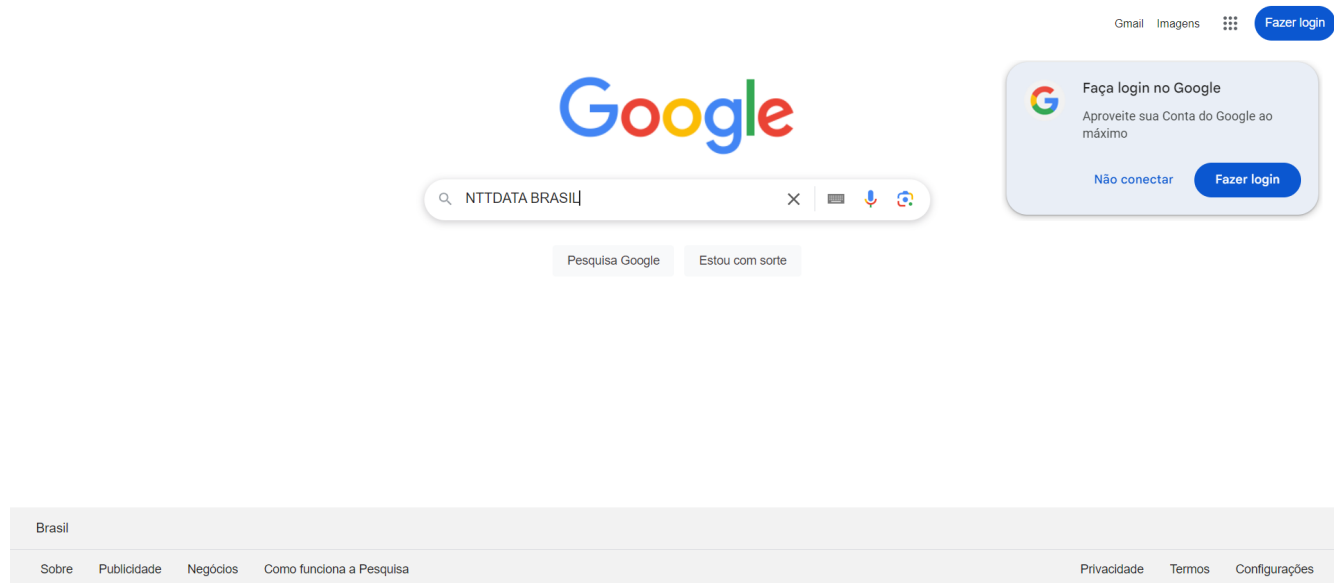 Gmail Imagens Fazer login
Google
Faça login no Google
Aproveite sua Conta do Google ao
máximo
Não conectar Fazer login
NTTDATA BRASIL
Pesquisa Google Estou com sorte
Brasil
Sobre Publicidade Negócios Como funciona a Pesquisa Privacidade Termos Configurações